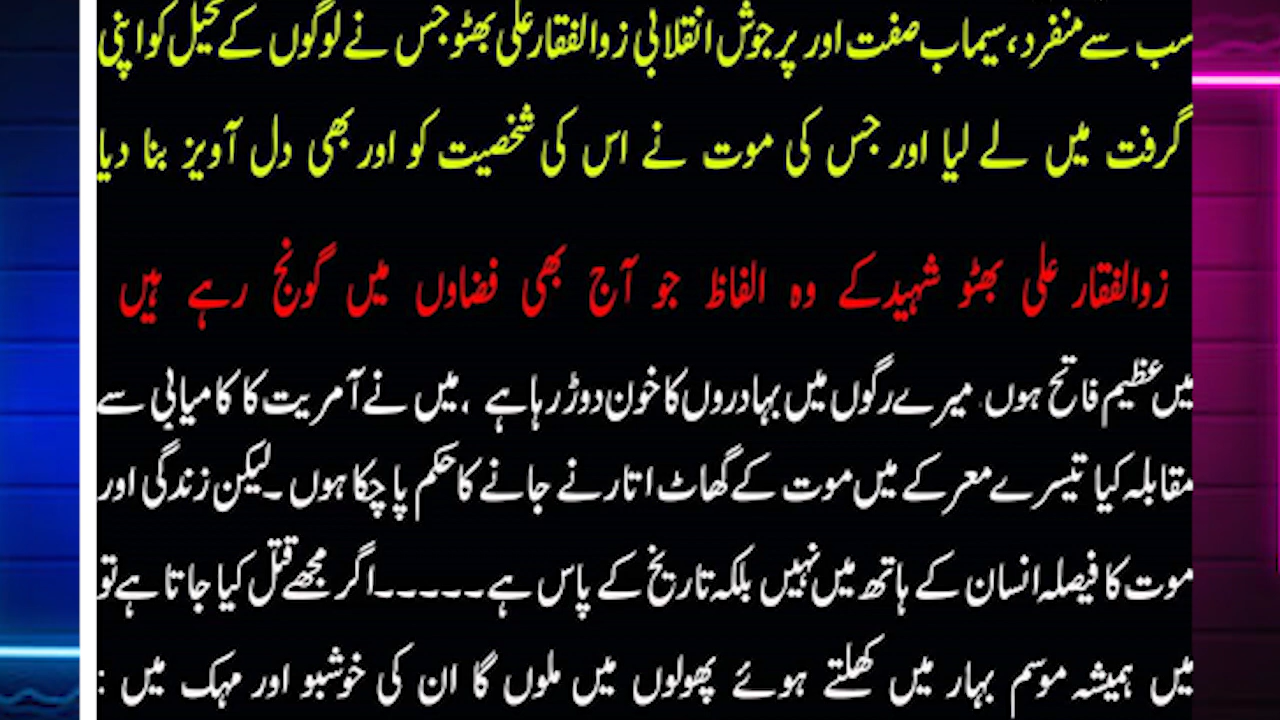 سب سے منفرد، سیماب صفت اور پرجوش انقلابی زوالفقارعلی بھٹو جس نے لوگوں کے تخیل کو اپنی
گرفت میں لے لیا اور جس کی موت نے اس کی شخصیت کو اور بھی دل آویز بنا دیا
زوالفقار علی بھٹو شہیدکے وہ الفاظ جو آج بھی فضاوں میں گونج رہے ہیں
میں عظیم فاتح ہوں۔ میرے رگوں میں بہادروں کا خون دوڑ رہا ہے ، میں نے آمریت کا کامیابی سے
مقابلہ کیا تیسرے معرکے میں موت کے گھاٹ اتارنے جانے کا حکم پا چکا ہوں ۔ لیکن زندگی اور
موت کا فیصلہ انسان کے ہاتھ میں نہیں بلکہ تاریخ کے پاس ہے ۔۔۔۔۔ اگر مجھے قتل کیا جاتا ہے تو
میں ہمیشہ موسم بہار میں کھلتے ہوئے پھولوں میں ملوں گا ان کی خوشبو اور مہک میں :